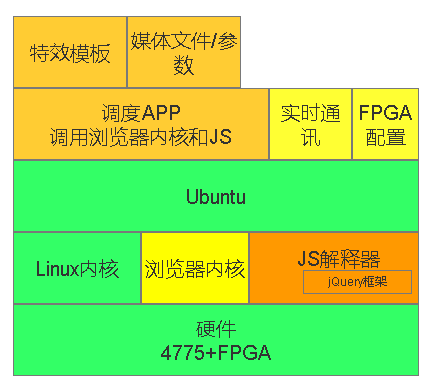 特效模板
媒体文件/参
数
调度APP
调用浏览器内核和JS
实时通
讯
FPGA
配置
Ubuntu
Linux内核
浏览器内核
JS解释器
jQuery框架
硬件
4775+FPGA